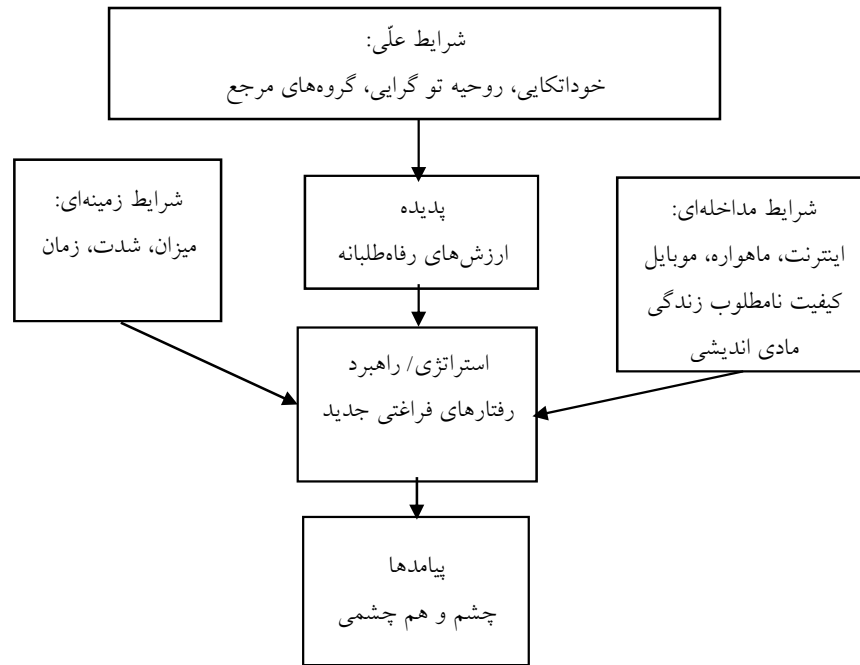 شرایط علّی:
خوداتکایی، روحیه تو گرایی، گروه‌های مرجع
شرایط زمینه‌ای:
میزان، شدت، زمان
پدیده
ارزش‌های رفاه‌طلبانه
شرایط مداخله‌ای:
اینترنت، ماهواره، موبایل
کیفیت نامطلوب زندگی
مادی اندیشی
استراتژی/ راهبرد
رفتارهای فراغتی جدید
پیامدها
چشم و هم چشمی